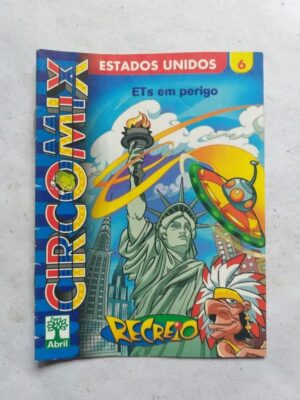 ESTADOS UNIDOS 6
ETs em perigo
CIRCOMIX
RECREIO
Abril